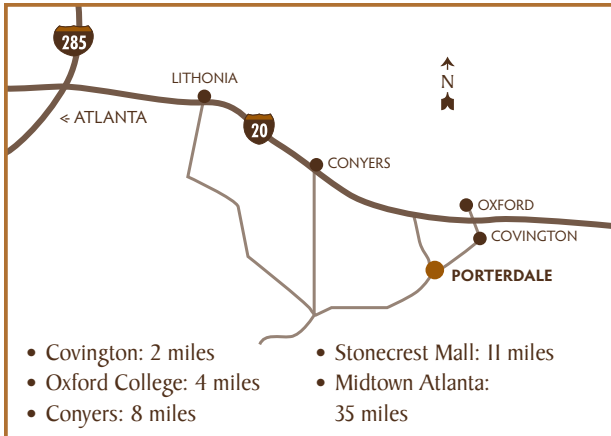 285
LITHONIA
N
<< ATLANTA
20
CONYERS
OXFORD
COVINGTON
PORTERDALE
• Covington: 2 miles
• Oxford College: 4 miles
• Conyers: 8 miles
• Stonecrest Mall: 11 miles
• Midtown Atlanta:
35 miles